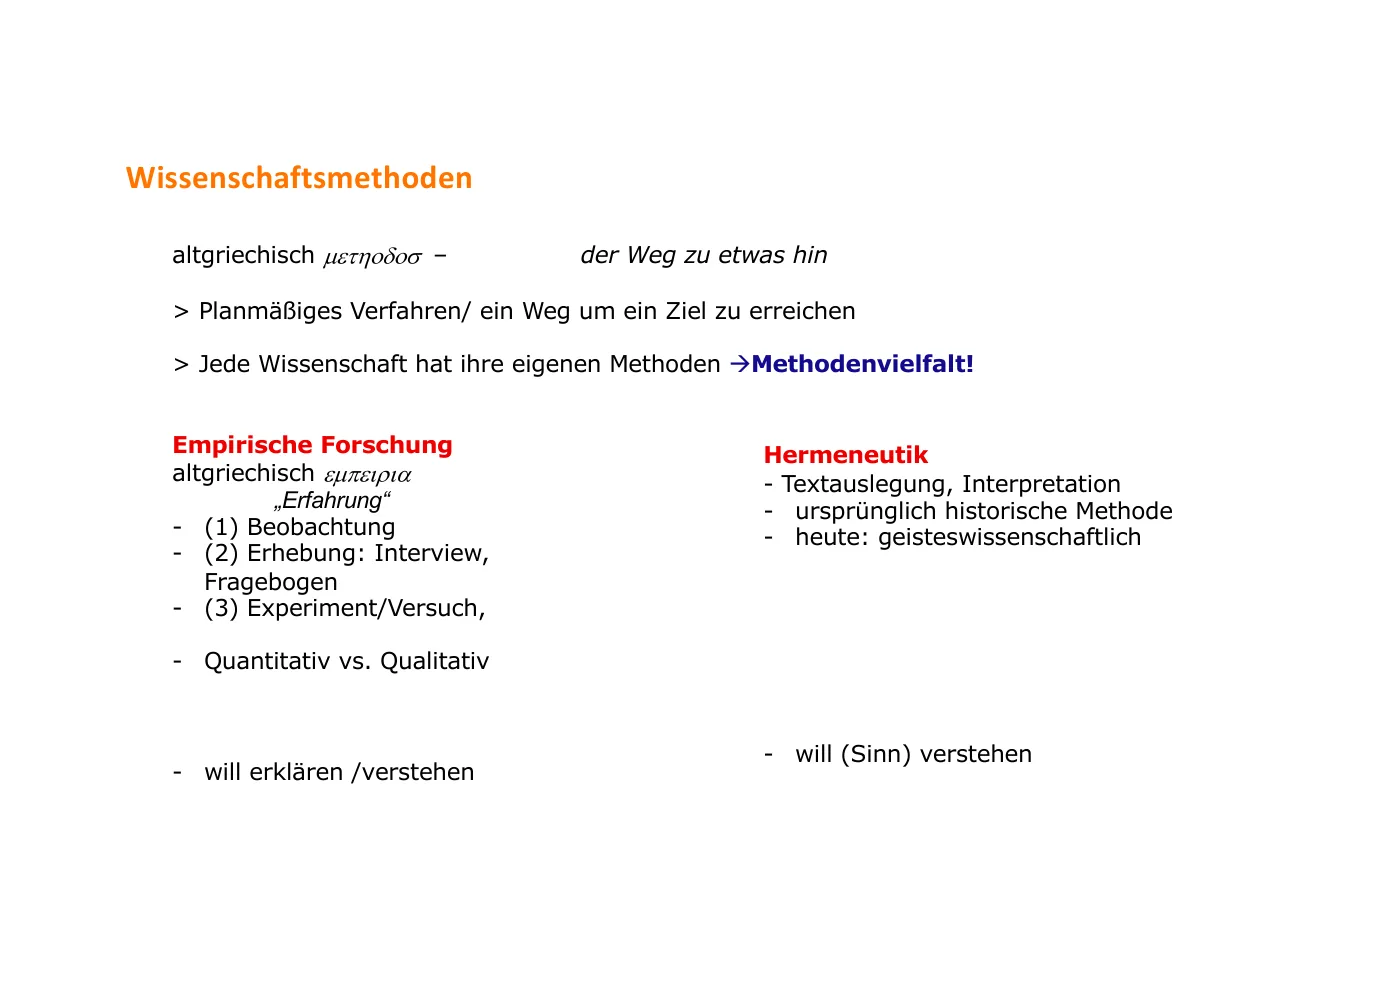 Wissenschaftsmethoden
altgriechisch μετηοδοσ – der Weg zu etwas hin
> Planmäßiges Verfahren/ ein Weg um ein Ziel zu erreichen
> Jede Wissenschaft hat ihre eigenen Methoden →Methodenvielfalt!
Empirische Forschung
altgriechisch εμπειρια
„Erfahrung“
- (1) Beobachtung
- (2) Erhebung: Interview,
Fragebogen
- (3) Experiment/Versuch,
- Quantitativ vs. Qualitativ
- will erklären /verstehen
Hermeneutik
- Textauslegung, Interpretation
- ursprünglich historische Methode
- heute: geisteswissenschaftlich
- will (Sinn) verstehen